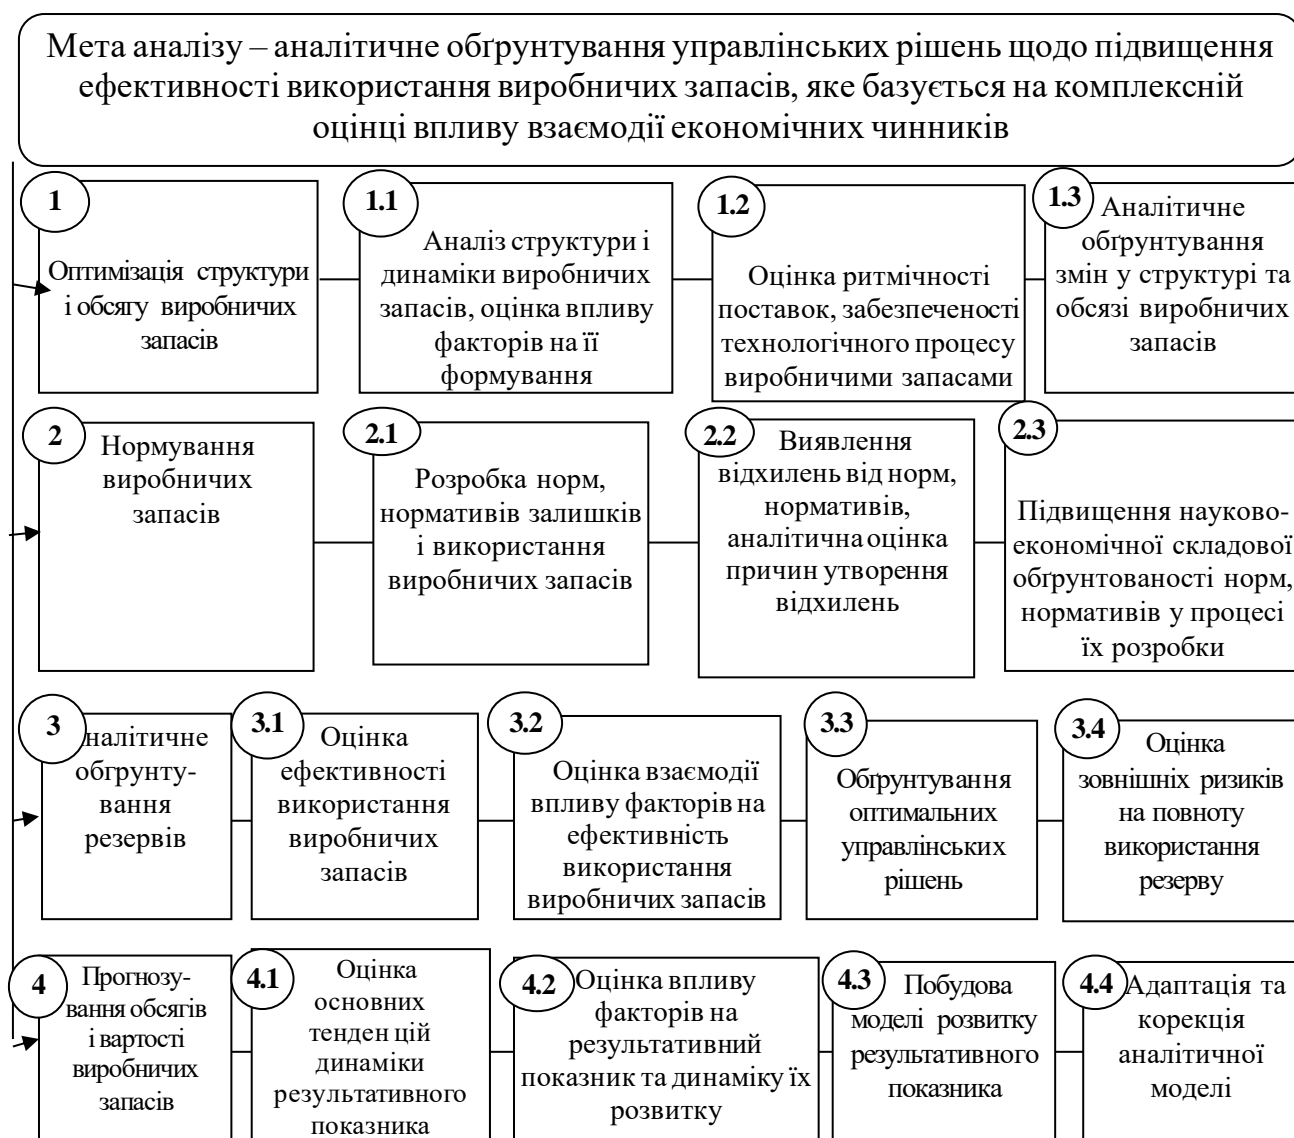 Мета аналізу – аналітичне обґрунтування управлінських рішень щодо підвищення
ефективності використання виробничих запасів, яке базується на комплексній
оцінці впливу взаємодії економічних чинників
1
Оптимізація структури
і обсягу виробничих
запасів
1.1
Аналіз структури і
динаміки виробничих
запасів, оцінка впливу
факторів на її
формування
1.2
Оцінка ритмічності
поставок, забезпеченості
технологічного процесу
виробничими запасами
1.3
Аналітичне
обґрунтування
змін у структурі та
обсязі виробничих
запасів
2
Нормування
виробничих
запасів
2.1
Розробка норм,
нормативів залишків
і використання
виробничих запасів
2.2
Виявлення
відхилень від норм,
нормативів,
аналітична оцінка
причин утворення
відхилень
2.3
Підвищення науково-
економічної складової
обґрунтованості норм,
нормативів у процесі
їх розробки
3
налітичне
обґрунту-
вання
резервів
3.1
Оцінка
ефективності
використання
виробничих
запасів
3.2
Оцінка взаємодії
впливу факторів на
ефективність
використання
виробничих запасів
3.3
Обґрунтування
оптимальних
управлінських
рішень
3.4
Оцінка
зовнішніх ризиків
на повноту
використання
резерву
4
Прогнозу-
вання обсягів
і вартості
виробничих
запасів
4.1
Оцінка
основних
тенден цій
динаміки
результативного
показника
4.2
Оцінка впливу
факторів на
результативний
показник та динаміку їх
розвитку
4.3
Побудова
моделі розвитку
результативного
показника
4.4
Адаптація та
корекція
аналітичної
моделі